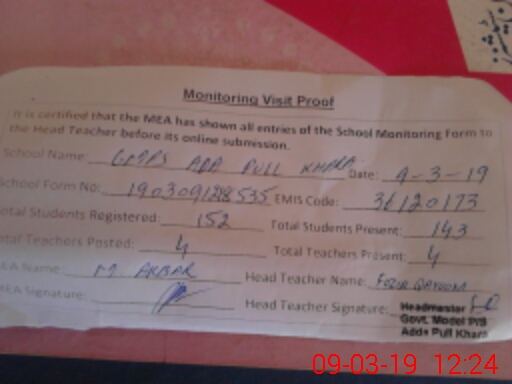 Monitoring Visit Proof
It is certified that the MEA has shown all entries of the School Monitoring Form to
the Head Teacher before its online submission.
School Name: GMPS ADA PULL KHARA Date: 9-3-19
School Form No: 190309128535 EMIS Code: 36120173
Total Students Registered: 152 Total Students Present: 143
Total Teachers Posted: 4 Total Teachers Present: 4
MEA Name: M. AKBAR Head Teacher Name: QAYUUM
MEA Signature: Head Teacher Signature:
Headmaster
Govt. Model P/S
Adda Pull Khara
09-03-19 12:24